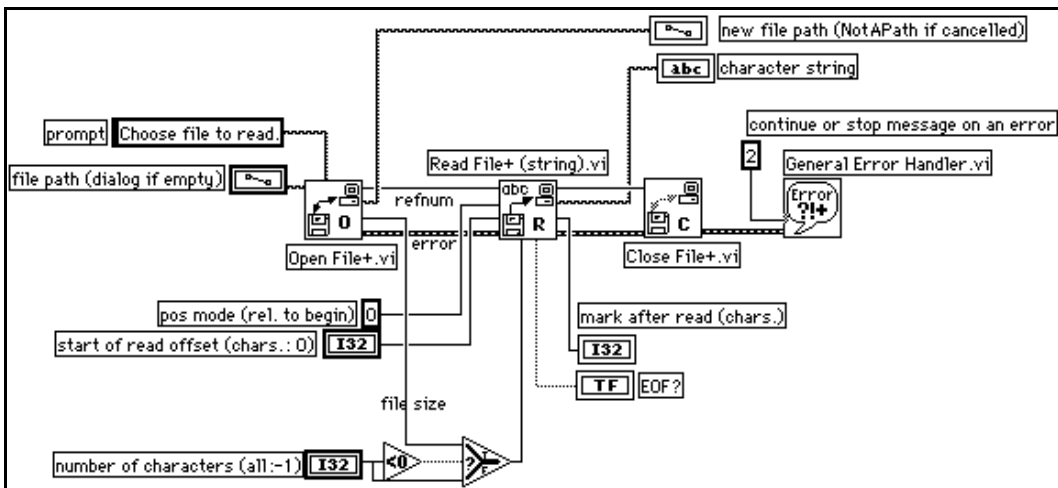 new file path (NotAPath if cancelled)
abc character string
prompt Choose file to read.
continue or stop message on an error
Read File+ (string).vi
2
General Error Handler.vi
file path (dialog if empty)
abc
Error
?!+
refnum
O
R
C
error
Open File+.vi
Close File+.vi
pos mode (rel. to begin) 0
mark after read (chars.)
start of read offset (chars.: 0) I32
I32
TF EOF?
file size
number of characters (all:-1) I32
<0
?
T
F